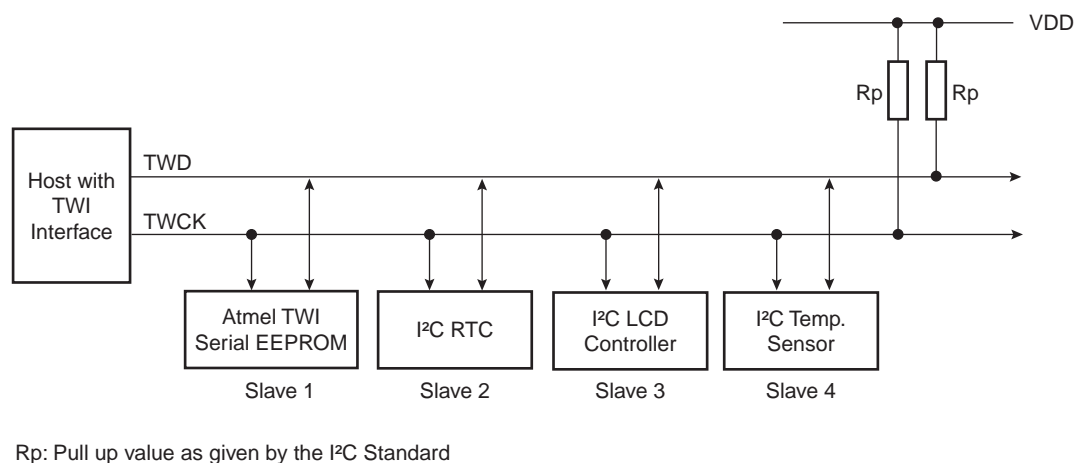 VDD
Rp
Rp
Host with
TWI
Interface
TWD
TWCK
Atmel TWI
Serial EEPROM
I²C RTC
I²C LCD
Controller
I²C Temp.
Sensor
Slave 1
Slave 2
Slave 3
Slave 4
Rp: Pull up value as given by the I²C Standard